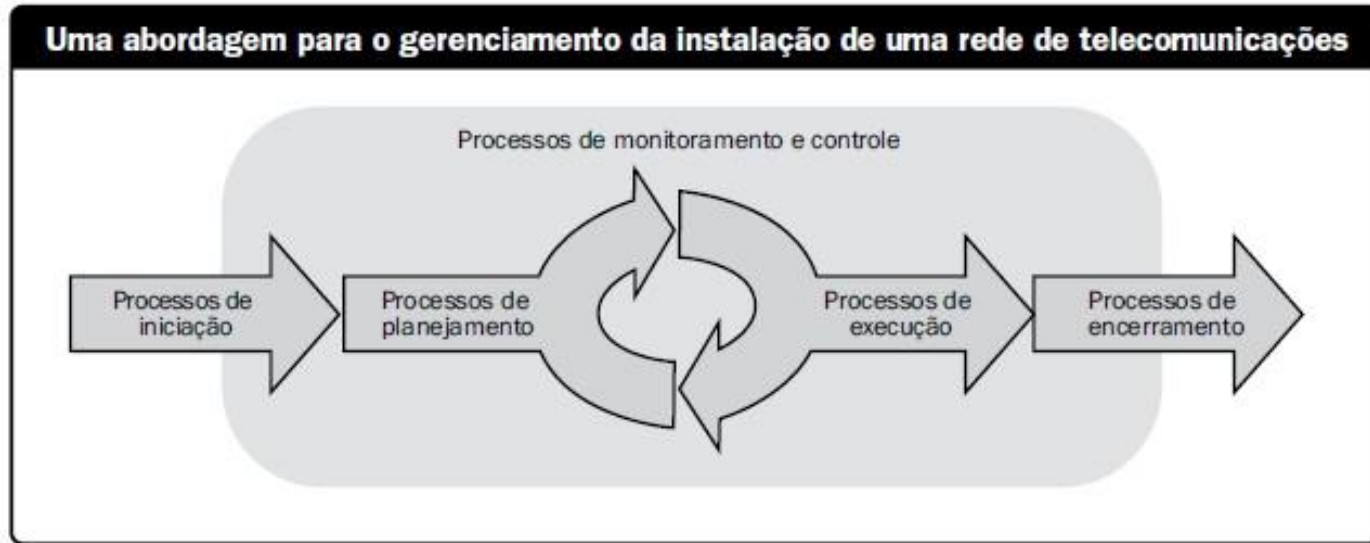 Uma abordagem para o gerenciamento da instalação de uma rede de telecomunicações
Processos de monitoramento e controle
Processos de
iniciação
Processos de
planejamento
Processos de
execução
Processos de
encerramento